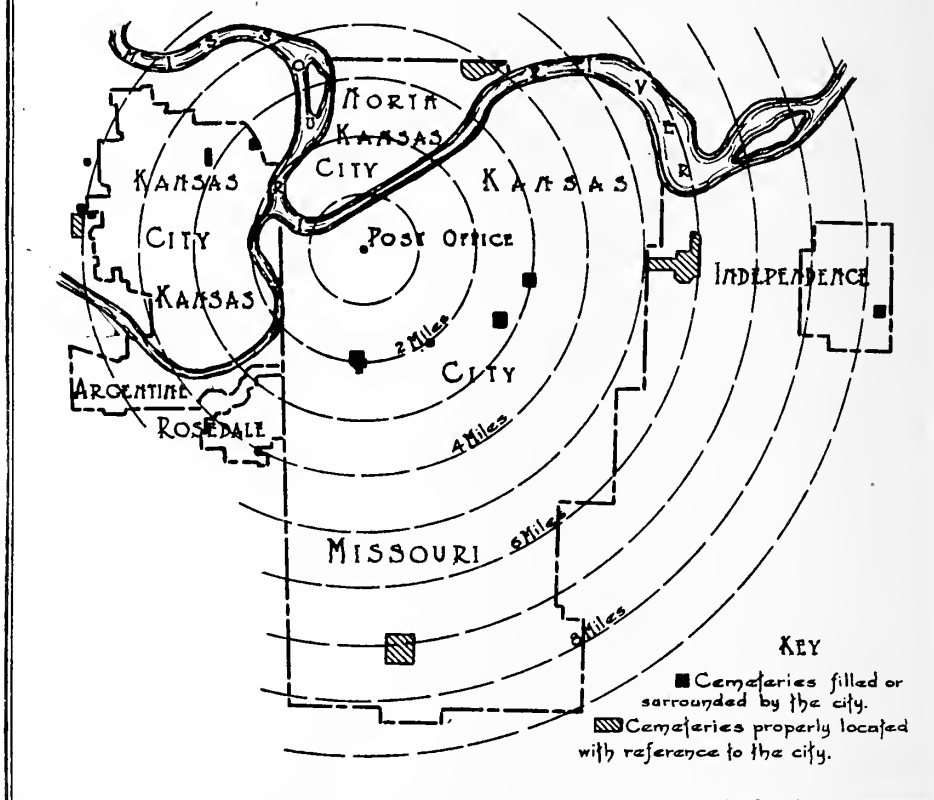 MISSOURI
RIVER
NORTH
KANSAS
CITY
KANSAS
CITY
KANSAS
KANSAS
POST OFFICE
INDEPENDENCE
2 Miles
CITY
ARGENTINE
ROSEDALE
4 Miles
MISSOURI
6 Miles
8 Miles
KEY
Cemeteries filled or
surrounded by the city.
Cemeteries properly located
with reference to the city.